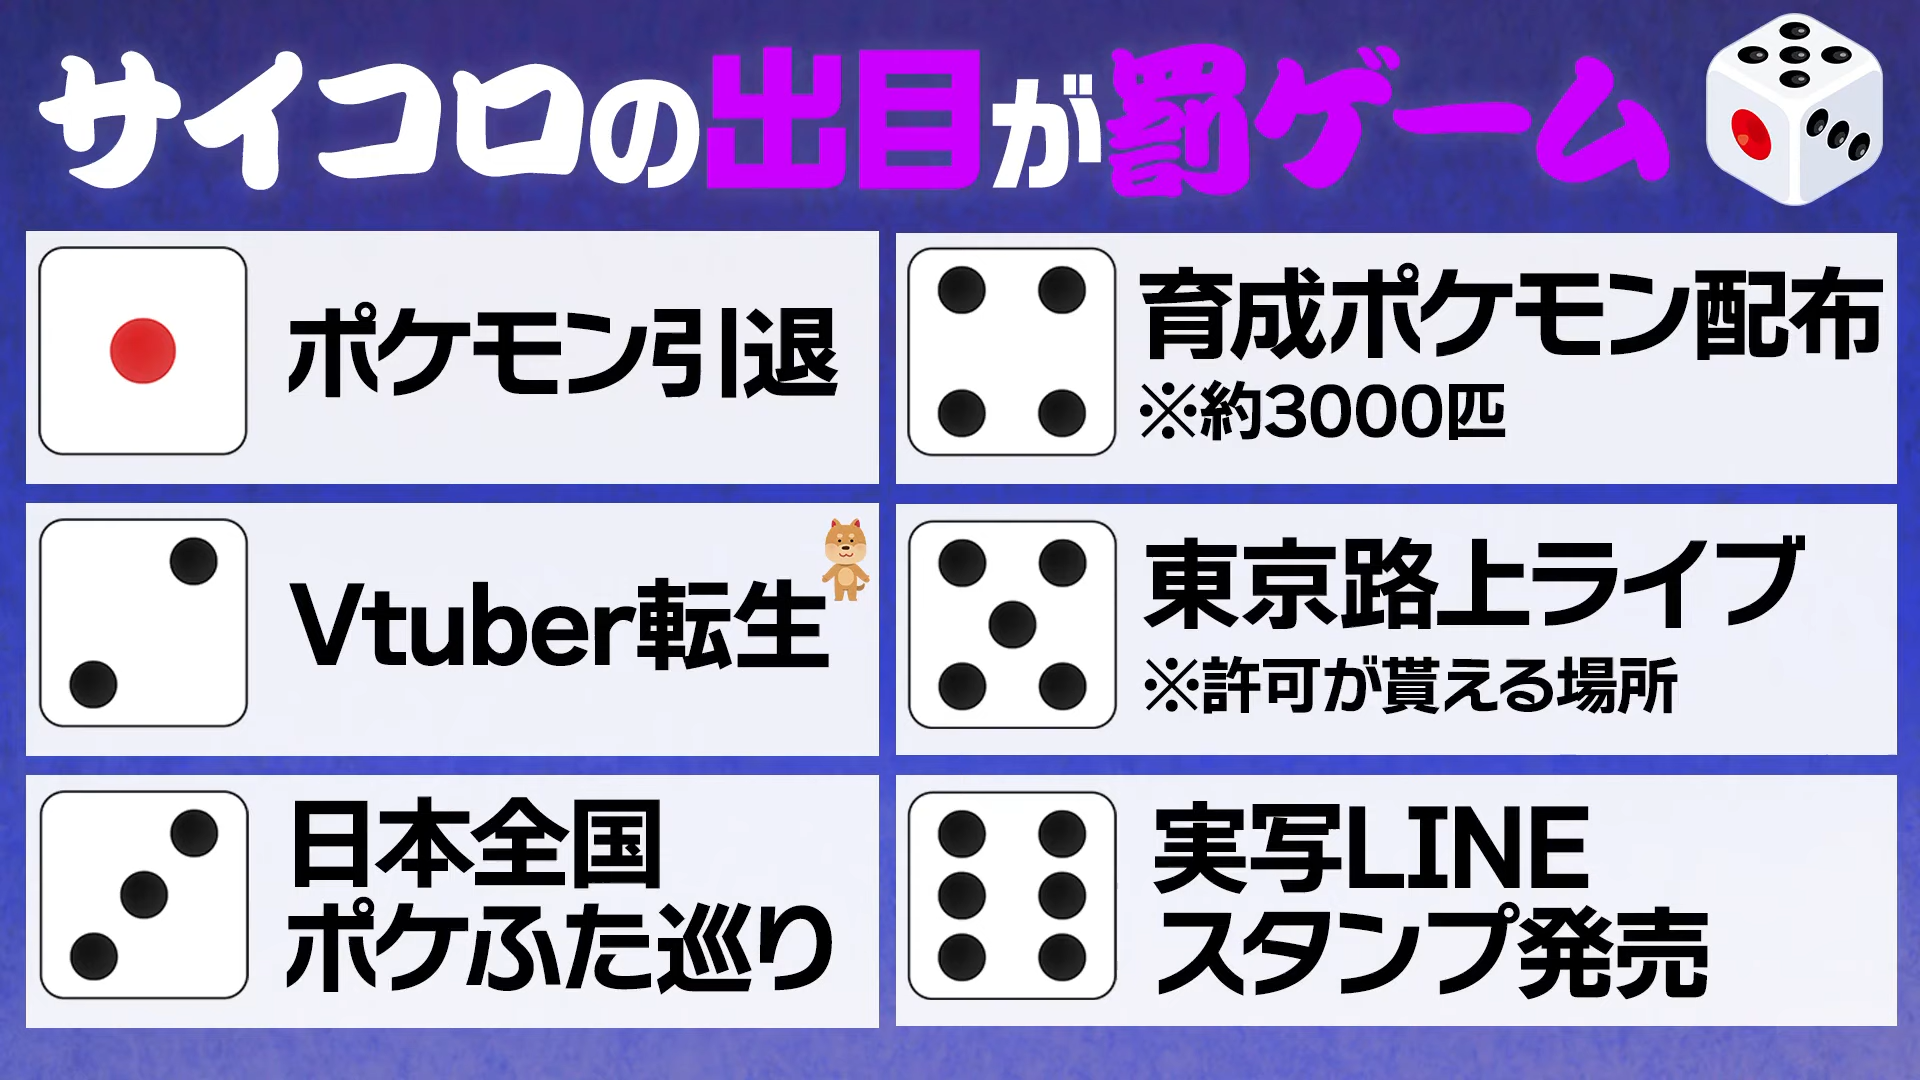 サイコロの出目が罰ゲーム
ポケモン引退
Vtuber転生
日本全国
ポケふた巡り
育成ポケモン配布
※約3000匹
東京路上ライブ
※許可が貰える場所
実写LINE
スタンプ発売